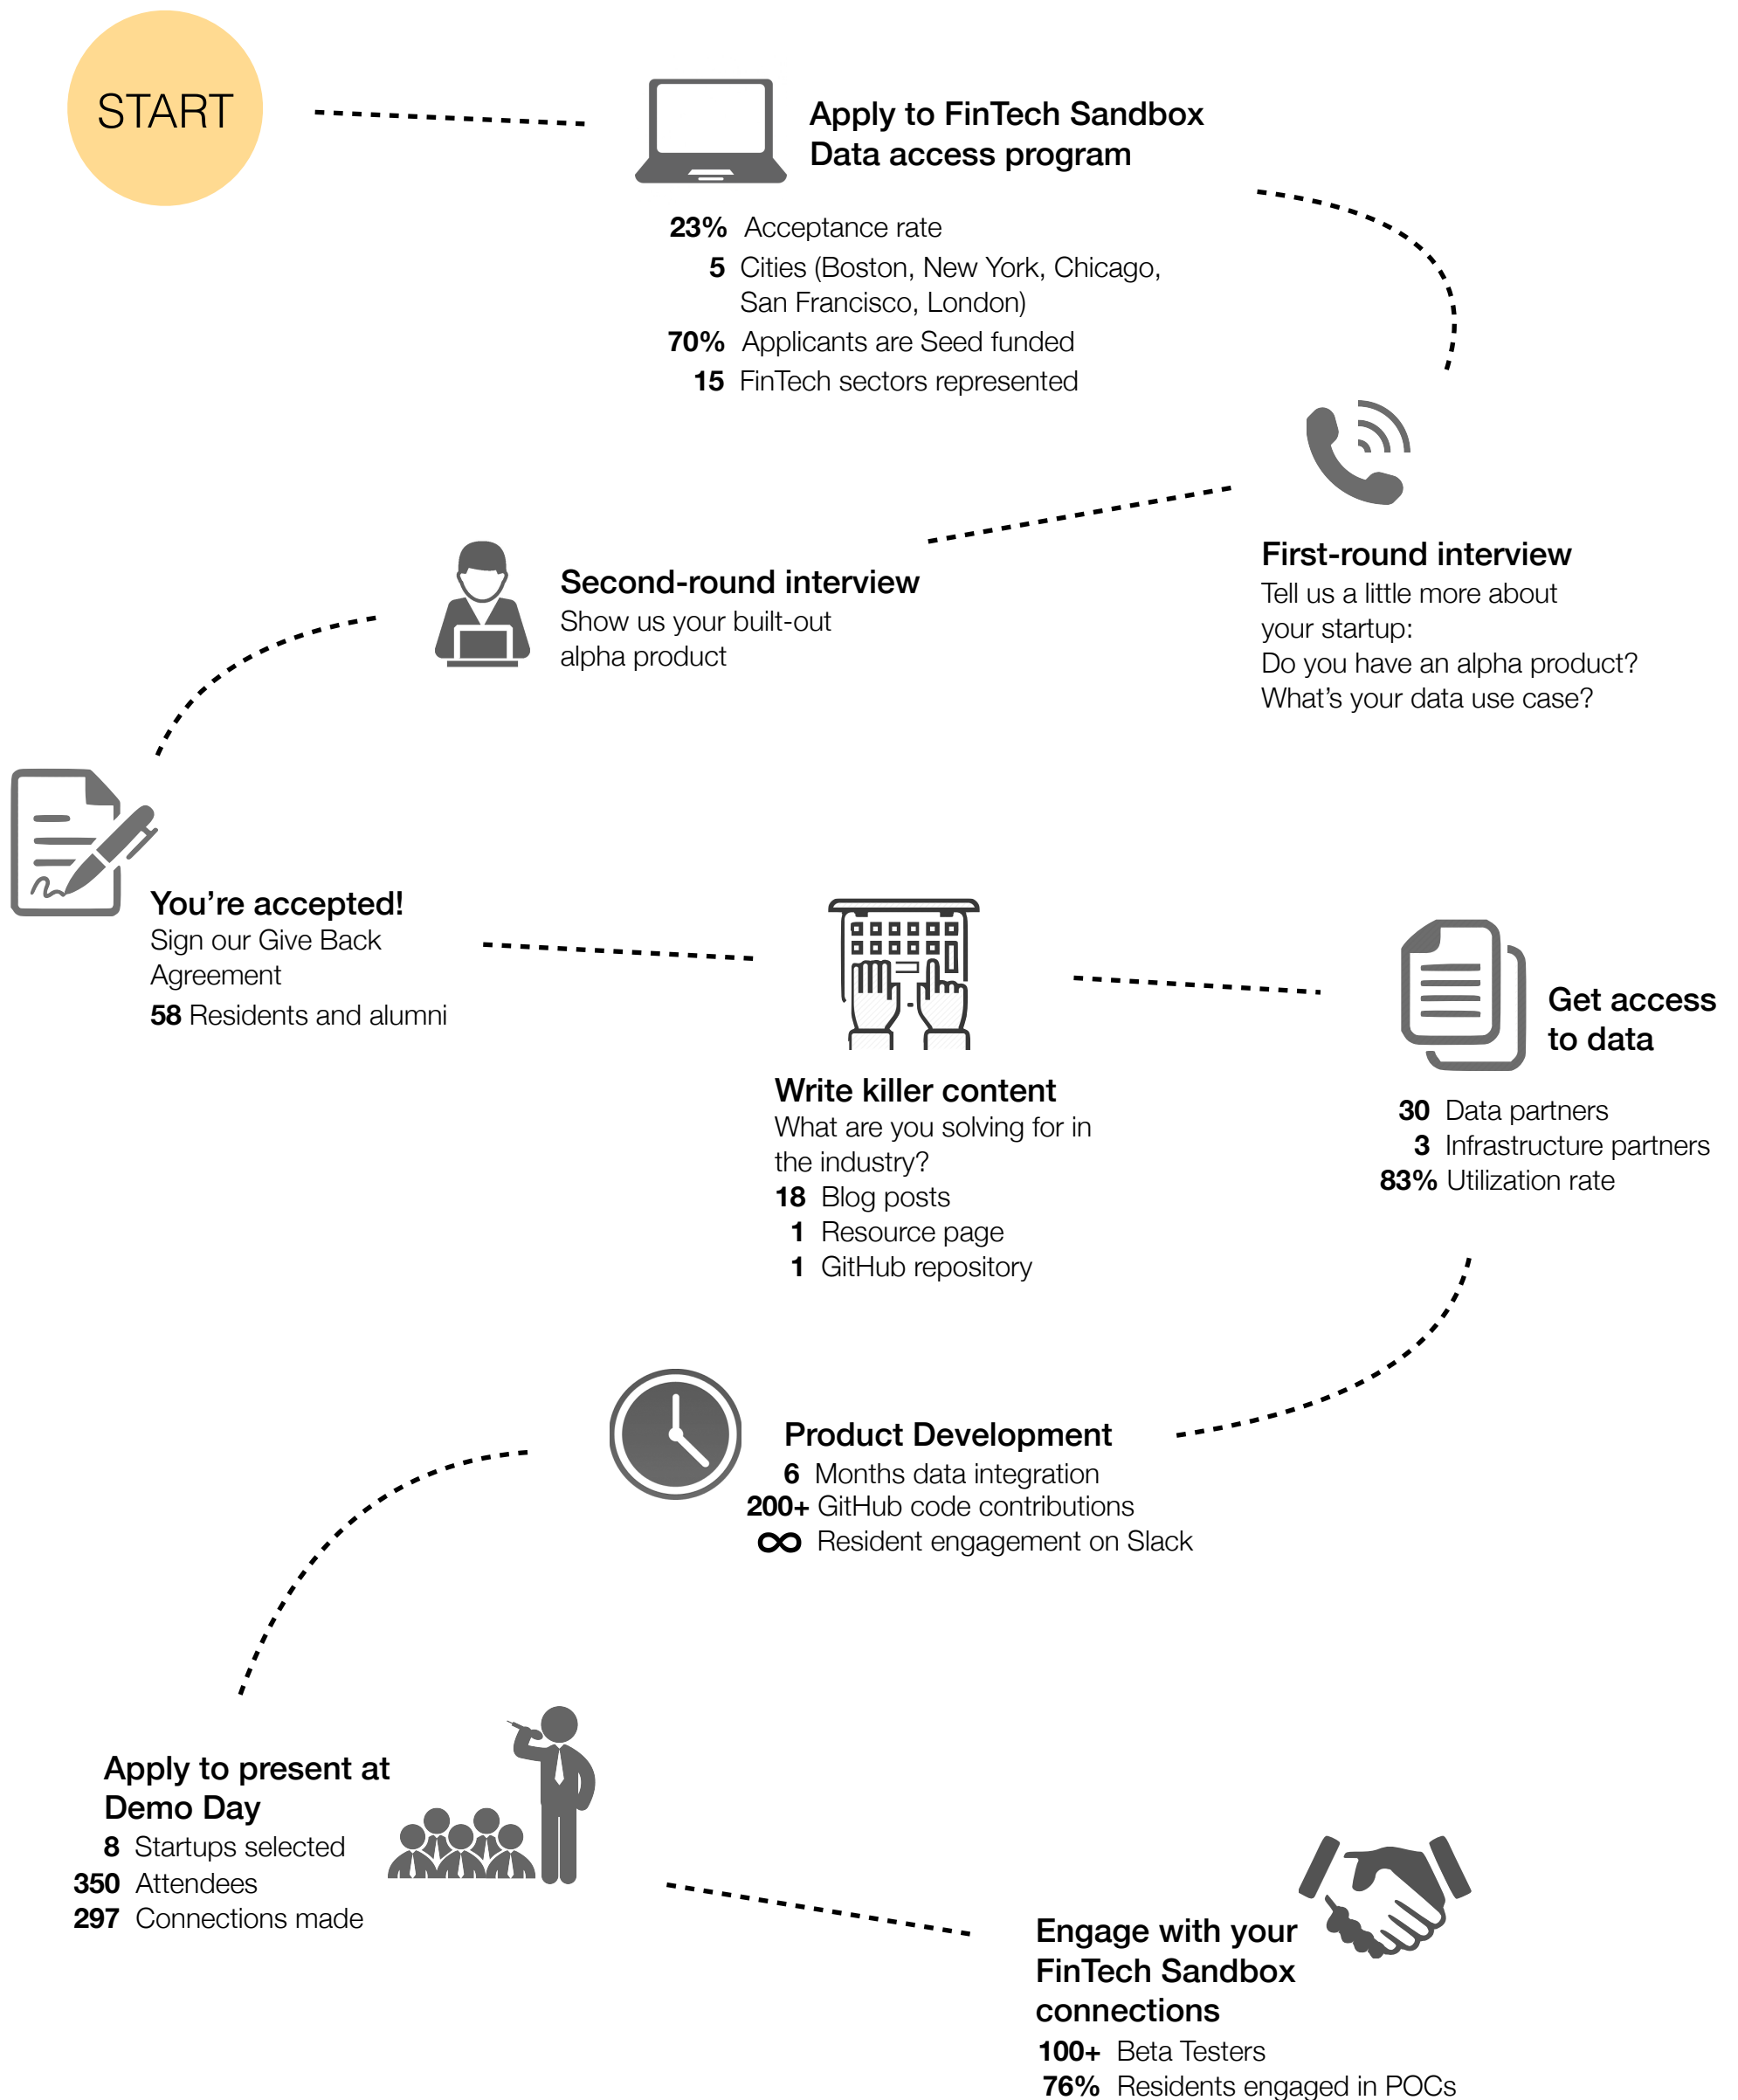 START
Apply to FinTech Sandbox
Data access program
23% Acceptance rate
5 Cities (Boston, New York, Chicago,
San Francisco, London)
70% Applicants are Seed funded
15 FinTech sectors represented
First-round interview
Tell us a little more about
your startup:
Do you have an alpha product?
What's your data use case?
Second-round interview
Show us your built-out
alpha product
You're accepted!
Sign our Give Back
Agreement
58 Residents and alumni
Write killer content
What are you solving for in
the industry?
18 Blog posts
1 Resource page
1 GitHub repository
Get access
to data
30 Data partners
3 Infrastructure partners
83% Utilization rate
Product Development
6 Months data integration
200+ GitHub code contributions
∞ Resident engagement on Slack
Apply to present at
Demo Day
8 Startups selected
350 Attendees
297 Connections made
Engage with your
FinTech Sandbox
connections
100+ Beta Testers
76% Residents engaged in POCs